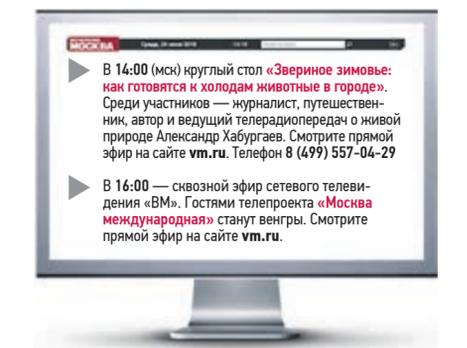 МОСКВА
В 14:00 (мск) круглый стол «Звериное зимовье:
как готовятся к холодам животные в городе».
Среди участников — журналист, путешествен-
ник, автор и ведущий телерадиопередач о живой
природе Александр Хабургаев. Смотрите прямой
эфир на сайте vm.ru. Телефон 8 (499) 557-04-29
В 16:00 — сквозной эфир сетевого телеви-
дения «ВМ». Гостями телепроекта «Москва
международная» станут венгры. Смотрите
прямой эфир на сайте vm.ru.